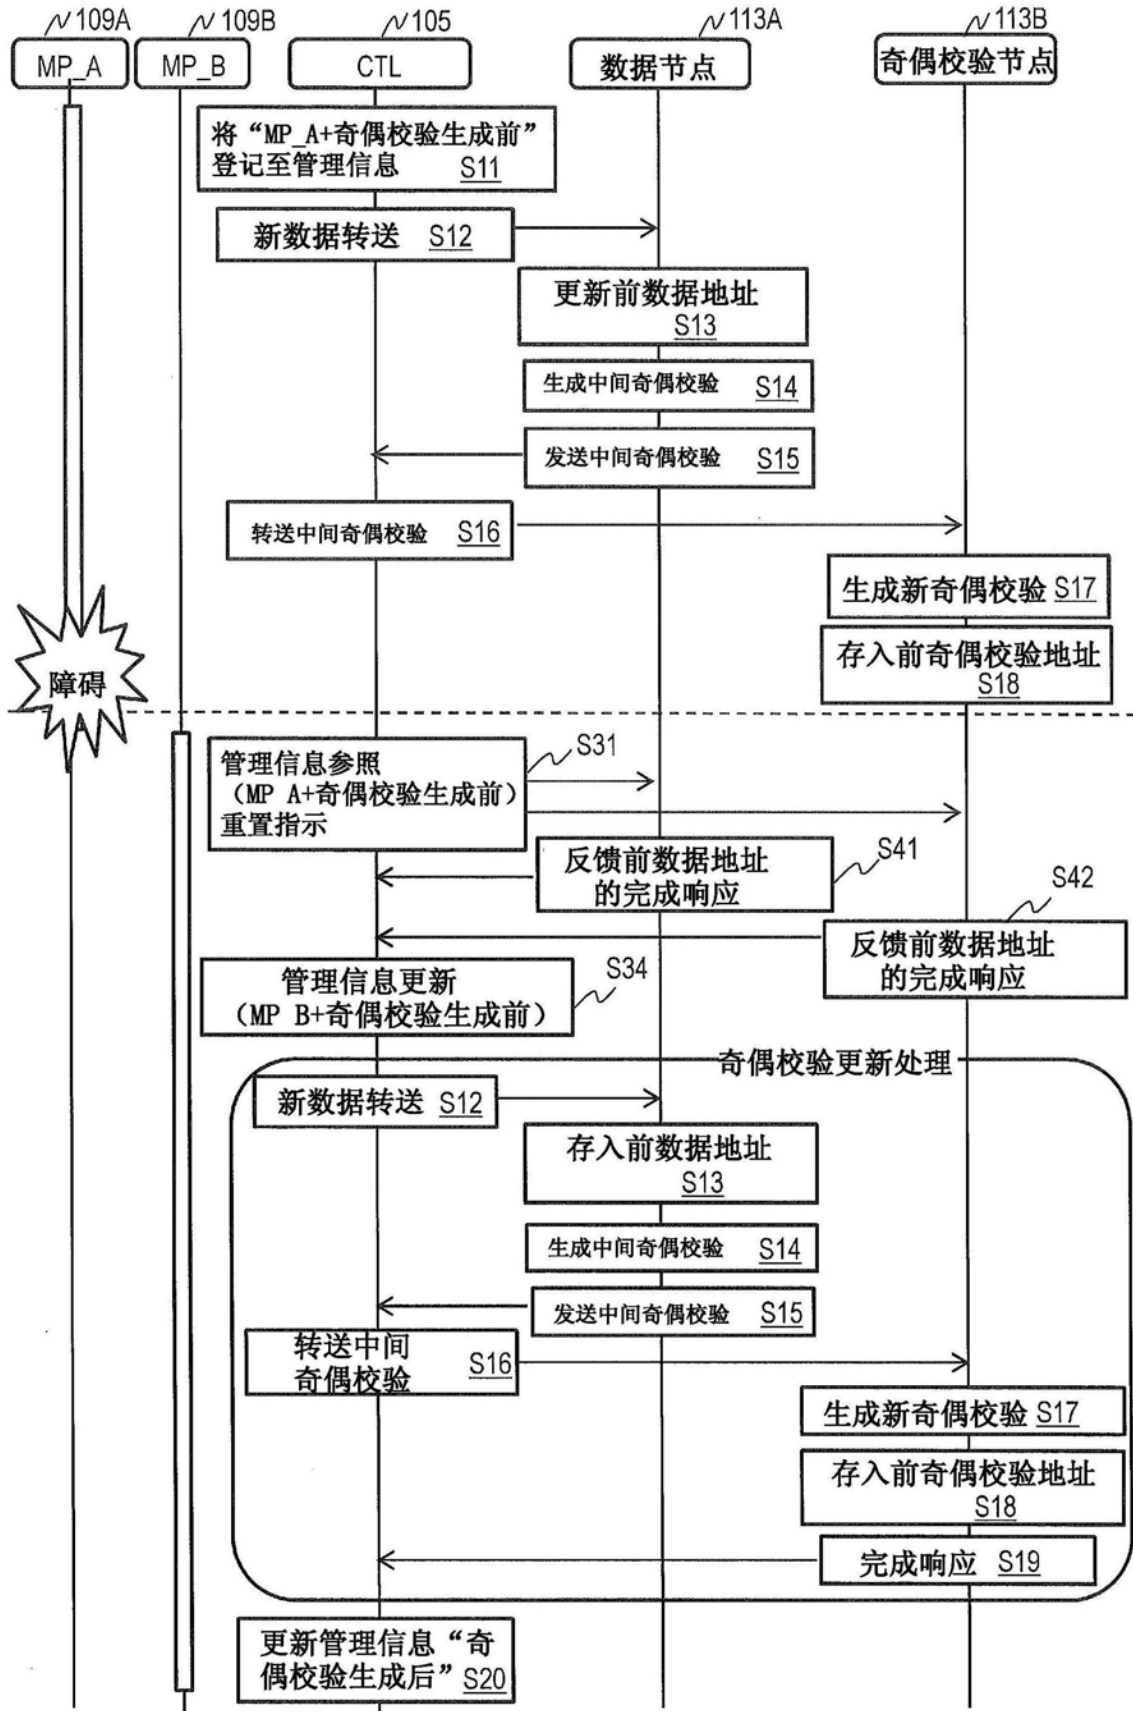 109A
109B
105
113A
113B
MP_A
MP_B
CTL
数据节点
奇偶校验节点
将“MP_A+奇偶校验生成前”
登记至管理信息 S11
新数据转送 S12
更新前数据地址
S13
生成中间奇偶校验 S14
发送中间奇偶校验 S15
转送中间奇偶校验 S16
生成新奇偶校验 S17
存入前奇偶校验地址
S18
障碍
S31
管理信息参照
（MP A+奇偶校验生成前）
重置指示
S41
反馈前数据地址
的完成响应
S42
反馈前数据地址
的完成响应
S34
管理信息更新
（MP B+奇偶校验生成前）
奇偶校验更新处理
新数据转送 S12
存入前数据地址
S13
生成中间奇偶校验 S14
发送中间奇偶校验 S15
转送中间
奇偶校验 S16
生成新奇偶校验 S17
存入前奇偶校验地址
S18
完成响应 S19
更新管理信息“奇
偶校验生成后” S20